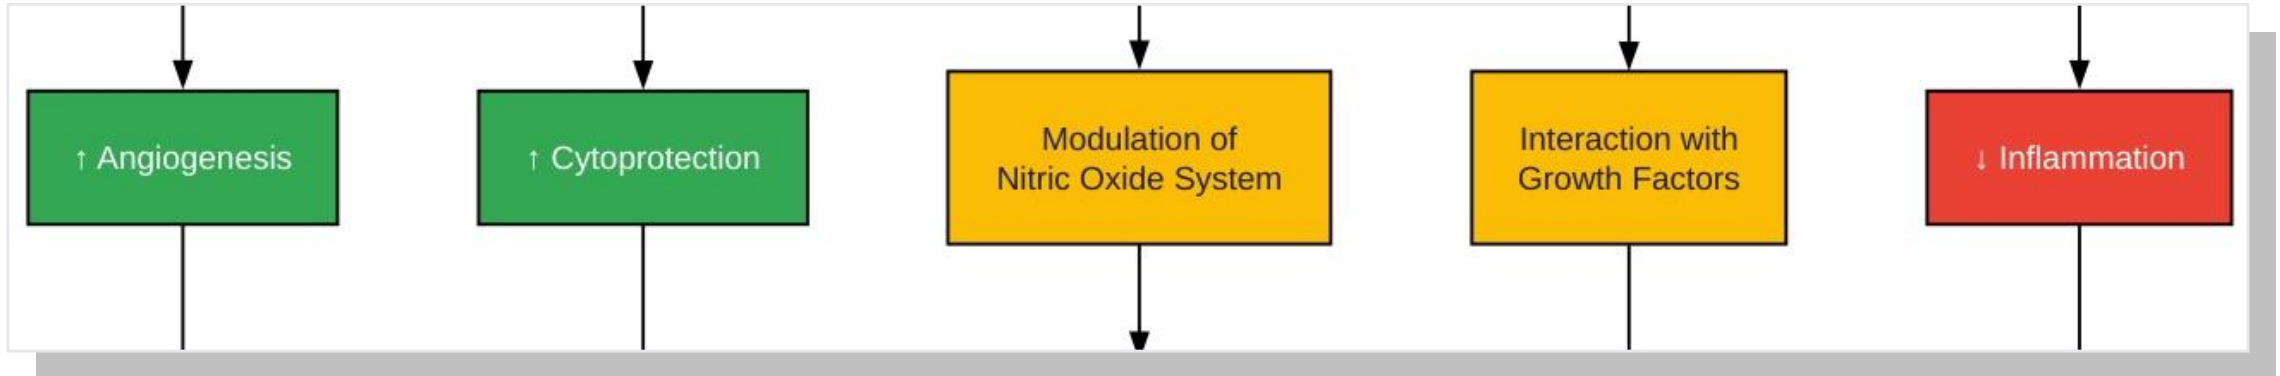 ↑ Angiogenesis
↑ Cytoprotection
Modulation of
Nitric Oxide System
Interaction with
Growth Factors
↓ Inflammation